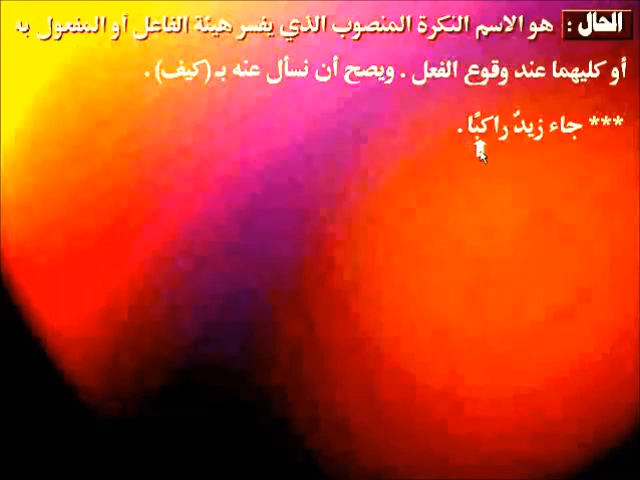 الحال : هو الاسم النكرة المنصوب الذي يفسر هيئة الفاعل أو المفعول به
أو كليهما عند وقوع الفعل . ويصح أن نسأل عنه بـ (كيف) .
*** جاء زيدٌ راكبًا .